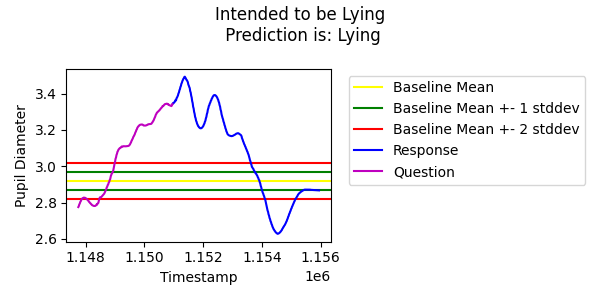 Intended to be Lying
Prediction is: Lying
Pupil Diameter
3.4
3.2
3.0
2.8
2.6
1.148 1.150 1.152 1.154 1.156
1e6
Timestamp
Baseline Mean
Baseline Mean +- 1 stddev
Baseline Mean +- 2 stddev
Response
Question